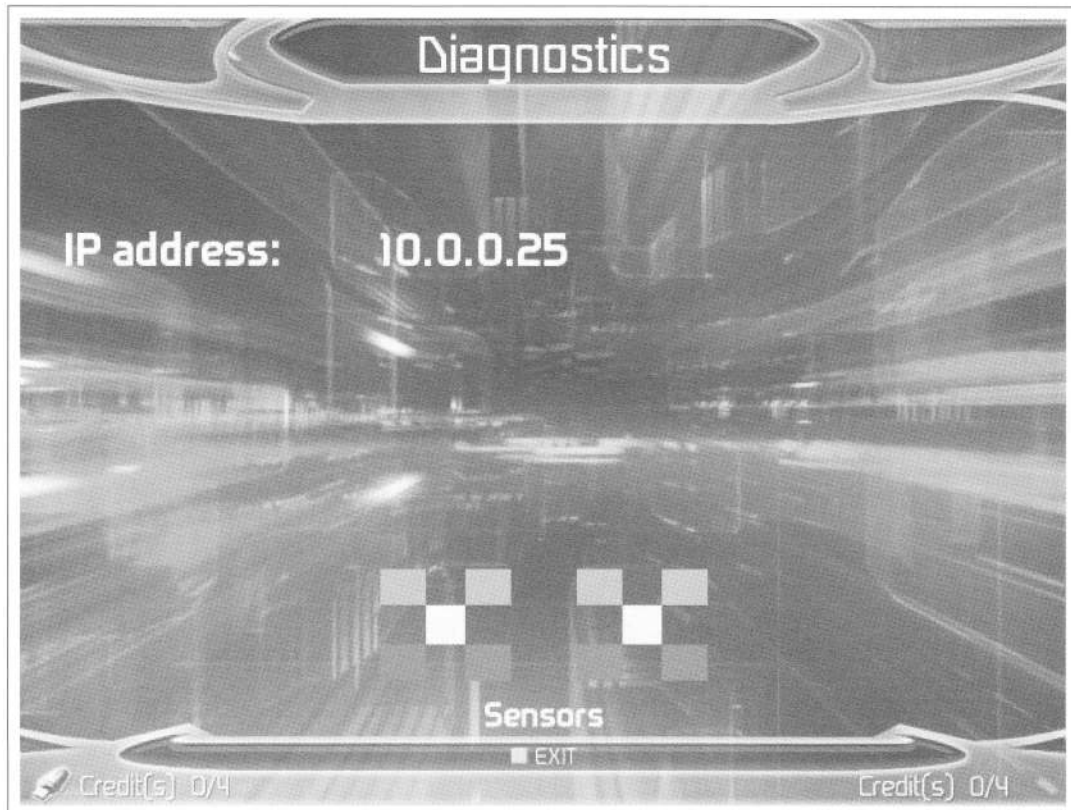 Diagnostics
IP address: 10.0.0.25
Sensors
EXIT
Credit(s) 0/4 Credit(s) 0/4